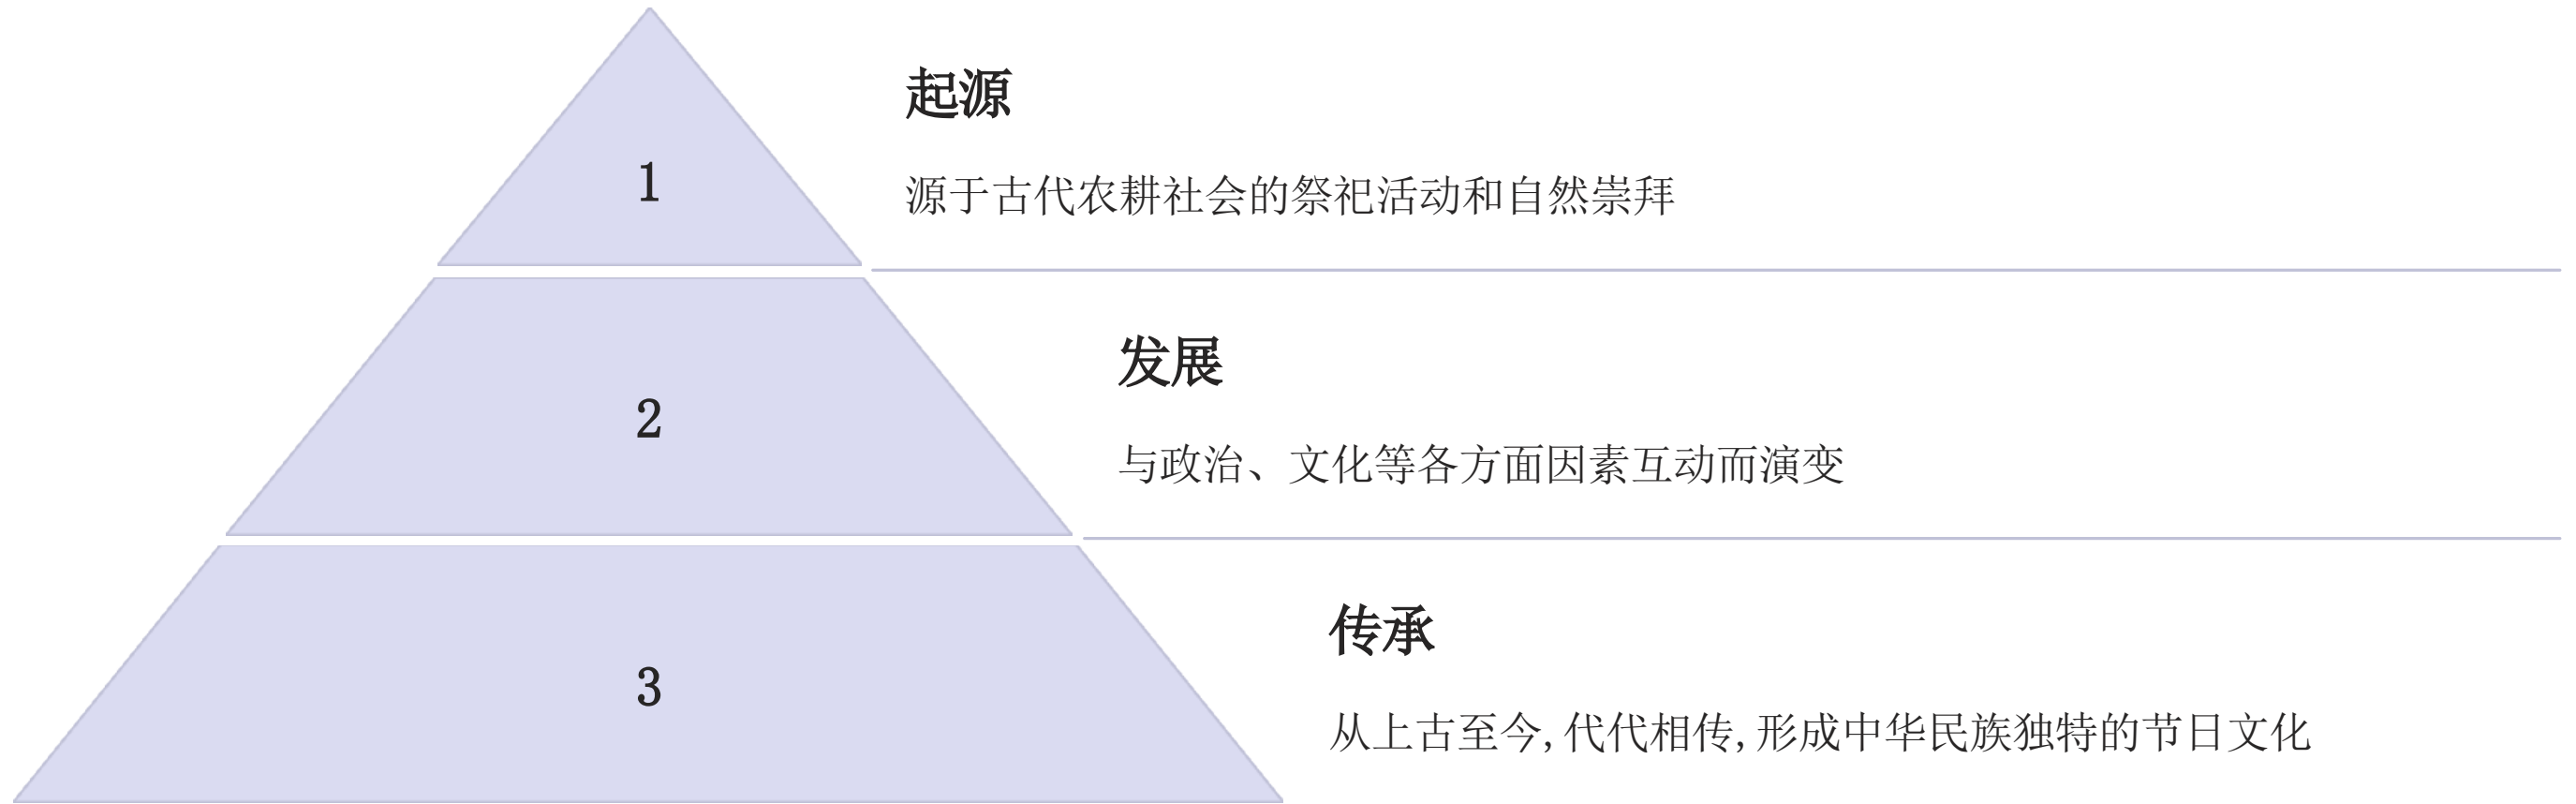 1
起源
源于古代农耕社会的祭祀活动和自然崇拜
2
发展
与政治、文化等各方面因素互动而演变
3
传承
从上古至今,代代相传,形成中华民族独特的节日文化